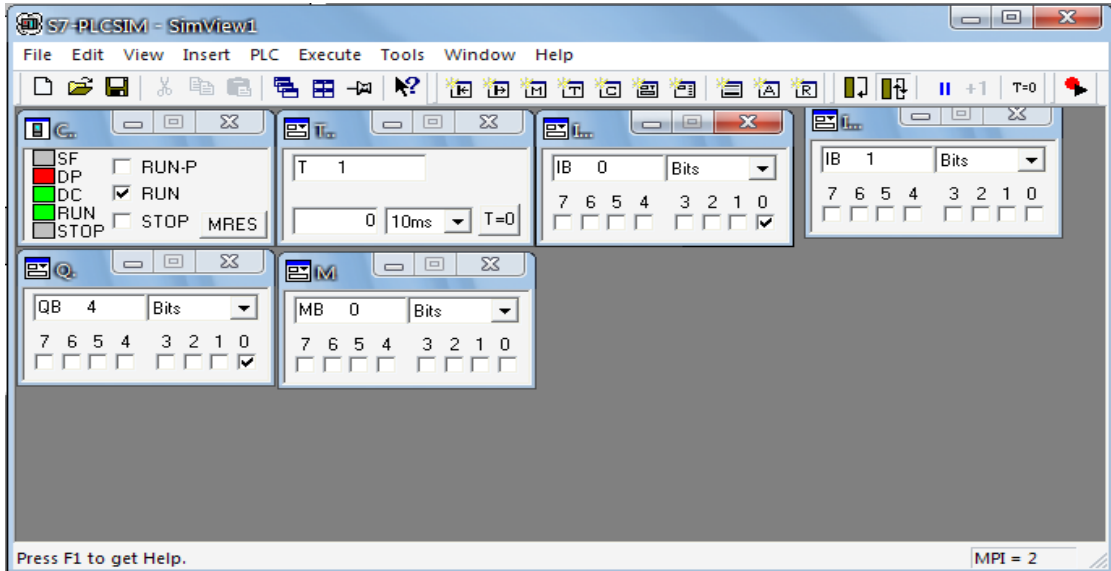 S7-PLCSIM - SimView1
File Edit View Insert PLC Execute Tools Window Help
+1 T=0
C...
SF
DP
DC
RUN
STOP
RUN-P
RUN
STOP MRES
T...
T 1
0 10ms T=0
I...
IB 0 Bits
7 6 5 4 3 2 1 0
I...
IB 1 Bits
7 6 5 4 3 2 1 0
Q
QB 4 Bits
7 6 5 4 3 2 1 0
M
MB 0 Bits
7 6 5 4 3 2 1 0
Press F1 to get Help. MPI = 2